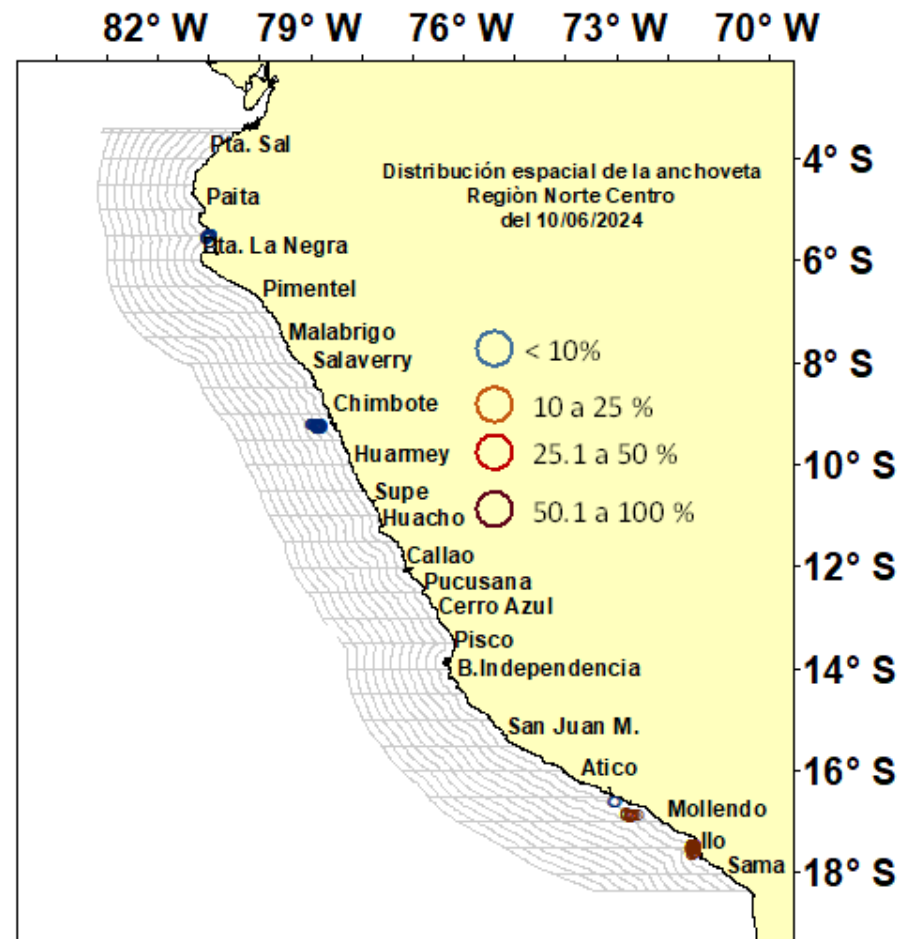 82° W 79° W 76° W 73° W 70° W
Pta. Sal
4° S
Distribución espacial de la anchoveta
Regiòn Norte Centro
del 10/06/2024
Paita
Pta. La Negra
6° S
Pimentel
Malabrigo
Salaverry
< 10%
8° S
Chimbote
10 a 25 %
Huarmey
25.1 a 50 %
10° S
Supe
Huacho
50.1 a 100 %
Callao
12° S
Pucusana
Cerro Azul
Pisco
B.Independencia
14° S
San Juan M.
Atico
16° S
Mollendo
Ilo
Sama
18° S